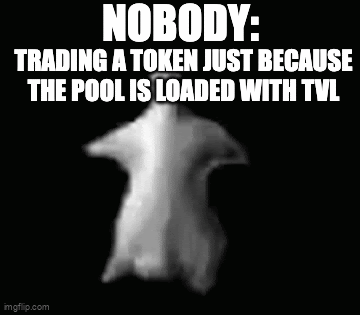 NOBODY:
TRADING A TOKEN JUST BECAUSE
THE POOL IS LOADED WITH TVL
imgflip.com